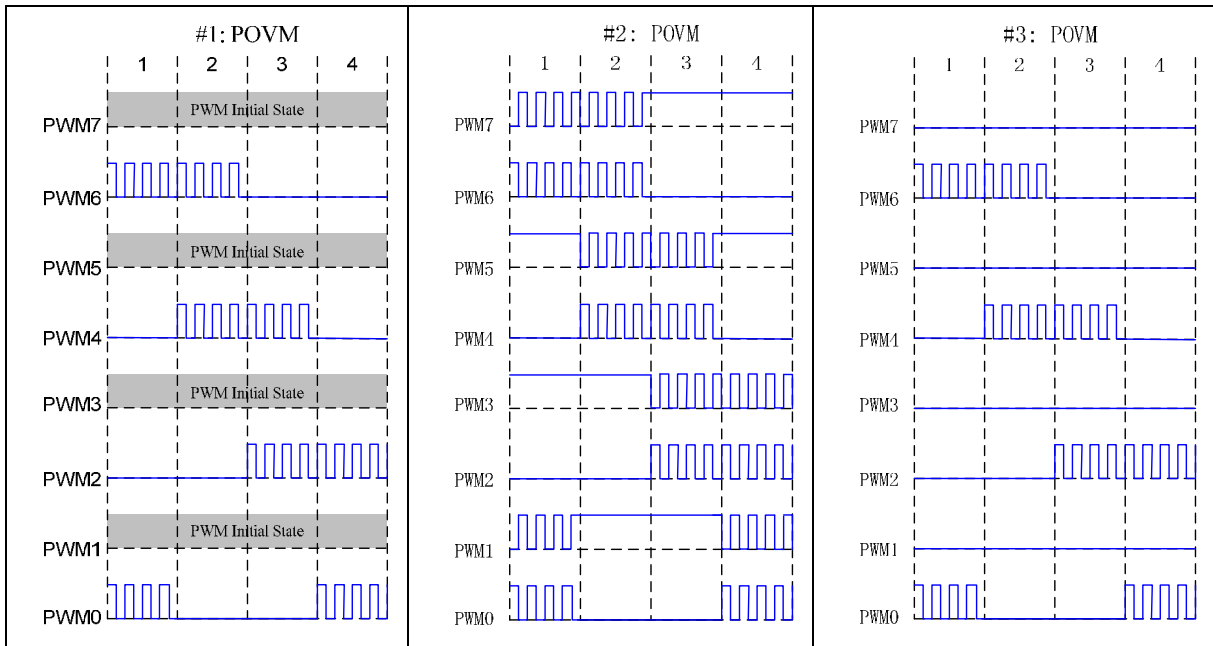 #1: POVM
1 2 3 4
PWM7 PWM Initial State
PWM6
PWM5 PWM Initial State
PWM4
PWM3 PWM Initial State
PWM2
PWM1 PWM Initial State
PWM0
#2: POVM
1 2 3 4
PWM7
PWM6
PWM5
PWM4
PWM3
PWM2
PWM1
PWM0
#3: POVM
1 2 3 4
PWM7
PWM6
PWM5
PWM4
PWM3
PWM2
PWM1
PWM0